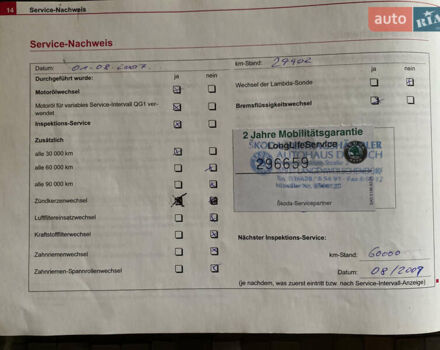 14 Service-Nachweis
auto RIA
Service-Nachweis
Datum: 01.08.2007. km-Stand: 29902
Durchgeführt wurde: ja nein ja nein
Motorölwechsel
Wechsel der Lambda-Sonde
Motoröl für variables Service-Intervall QG1 ver-
wendet
Bremsflüssigkeitswechsel
Inspektions-Service
Zusätzlich
alle 30 000 km
alle 60 000 km
alle 90 000 km
Zündkerzenwechsel
Luftfiltereinsatzwechsel
Kraftstofffilterwechsel
Zahnriemenwechsel
Zahnriemen-Spannrollenwechsel
2 Jahre Mobilitätsgarantie
LongLifeService
AUTOHAUS
296659
Škoda-Servicepartner
Nächster Inspektions-Service:
km-Stand: 60000
Datum: 08/2009
(je nachdem, was zuerst eintritt bzw. nach Service-Intervall-Anzeige)